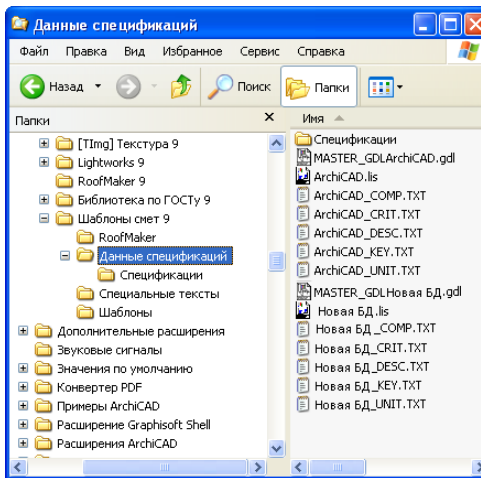 Данные спецификаций
Файл Правка Вид Избранное Сервис Справка
Назад Поиск Папки
Папки
[TImg] Текстура 9
Lightworks 9
RoofMaker 9
Библиотека по ГОСТу 9
Шаблоны смет 9
RoofMaker
Данные спецификаций
Спецификации
Специальные тексты
Шаблоны
Дополнительные расширения
Звуковые сигналы
Значения по умолчанию
Конвертер PDF
Примеры ArchiCAD
Расширение Graphisoft Shell
Расширения ArchiCAD
Имя
Спецификации
MASTER_GDLArchiCAD.gdl
ArchiCAD.lis
ArchiCAD_COMP.TXT
ArchiCAD_CRIT.TXT
ArchiCAD_DESC.TXT
ArchiCAD_KEY.TXT
ArchiCAD_UNIT.TXT
MASTER_GDLНовая БД.gdl
Новая БД.lis
Новая БД_COMP.TXT
Новая БД_CRIT.TXT
Новая БД_DESC.TXT
Новая БД_KEY.TXT
Новая БД_UNIT.TXT